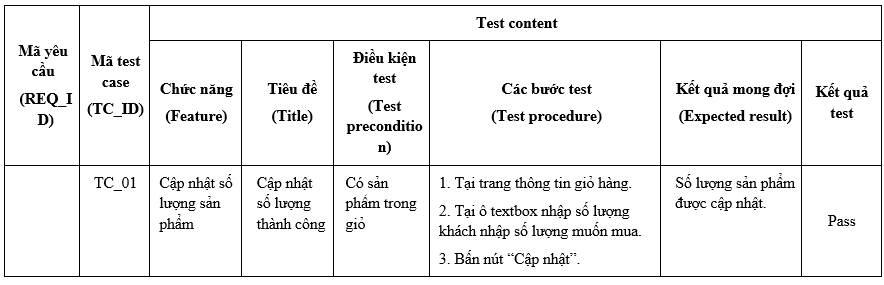 Mã yêu
cầu
(REQ_I
D)
Mã test
case
(TC_ID)
Test content
Chức năng
(Feature)
Tiêu đề
(Title)
Điều kiện
test
(Test
preconditio
n)
Các bước test
(Test procedure)
Kết quả mong đợi
(Expected result)
Kết quả
test
TC_01
Cập nhật số
lượng sản
phẩm
Cập nhật
số lượng
thành công
Có sản
phẩm trong
giỏ
1. Tại trang thông tin giỏ hàng.
2. Tại ô textbox nhập số lượng
khách nhập số lượng muốn mua.
3. Bấn nút “Cập nhật”.
Số lượng sản phẩm
được cập nhật.
Pass